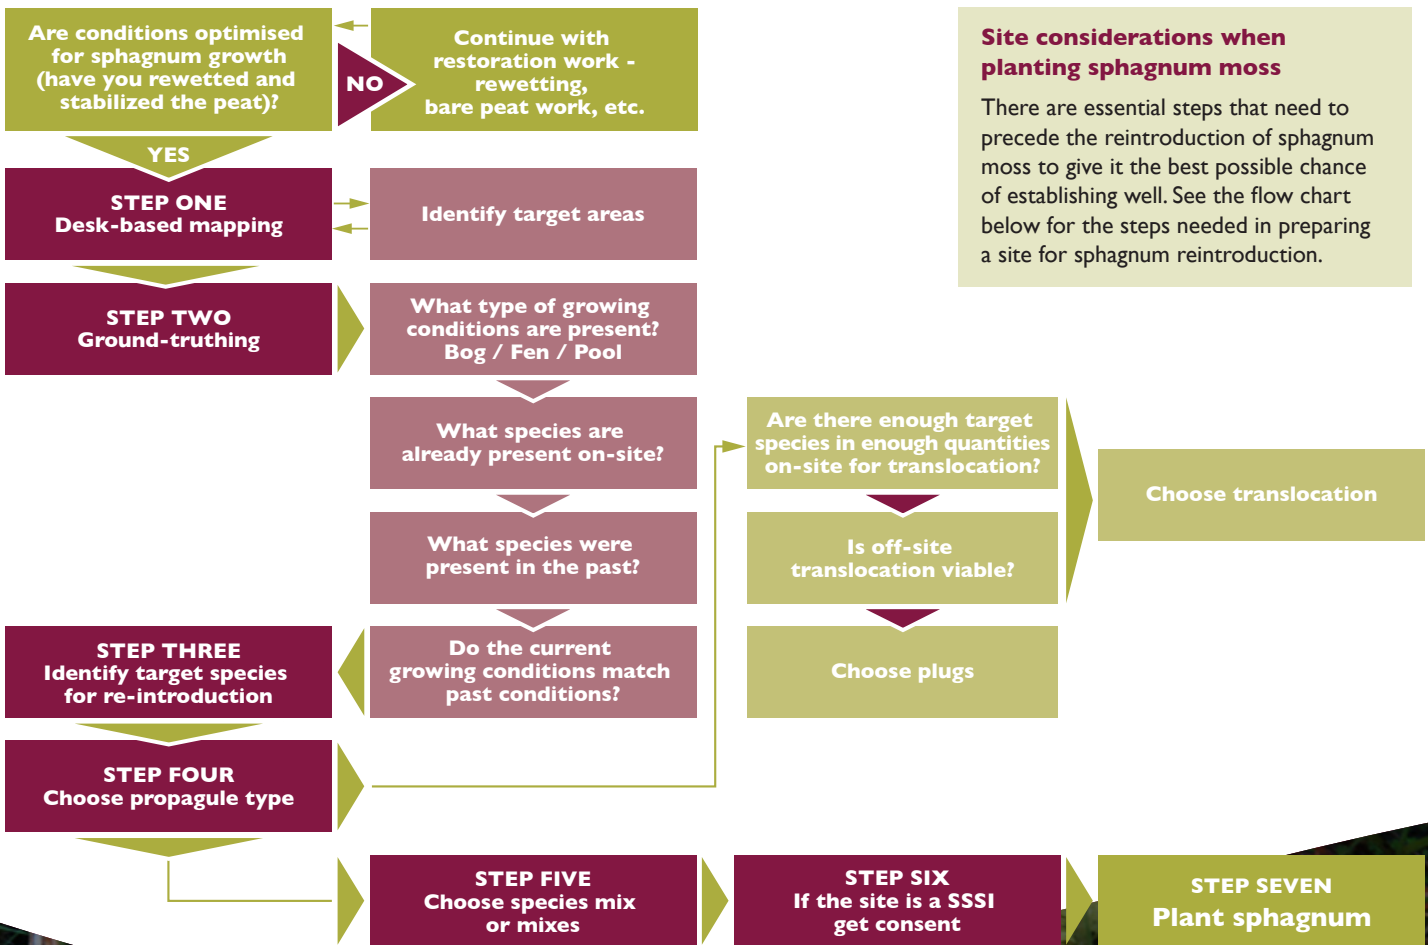 Are conditions optimised
for sphagnum growth
(have you rewetted and
stabilized the peat)?
NO
Continue with
restoration work -
rewetting,
bare peat work, etc.
YES
STEP ONE
Desk-based mapping
Identify target areas
STEP TWO
Ground-truthing
What type of growing
conditions are present?
Bog / Fen / Pool
What species are
already present on-site?
What species were
present in the past?
Do the current
growing conditions match
past conditions?
STEP THREE
Identify target species
for re-introduction
STEP FOUR
Choose propagule type
Are there enough target
species in enough quantities
on-site for translocation?
Is off-site
translocation viable?
Choose plugs
Choose translocation
STEP FIVE
Choose species mix
or mixes
STEP SIX
If the site is a SSSI
get consent
STEP SEVEN
Plant sphagnum
Site considerations when
planting sphagnum moss
There are essential steps that need to
precede the reintroduction of sphagnum
moss to give it the best possible chance
of establishing well. See the flow chart
below for the steps needed in preparing
a site for sphagnum reintroduction.